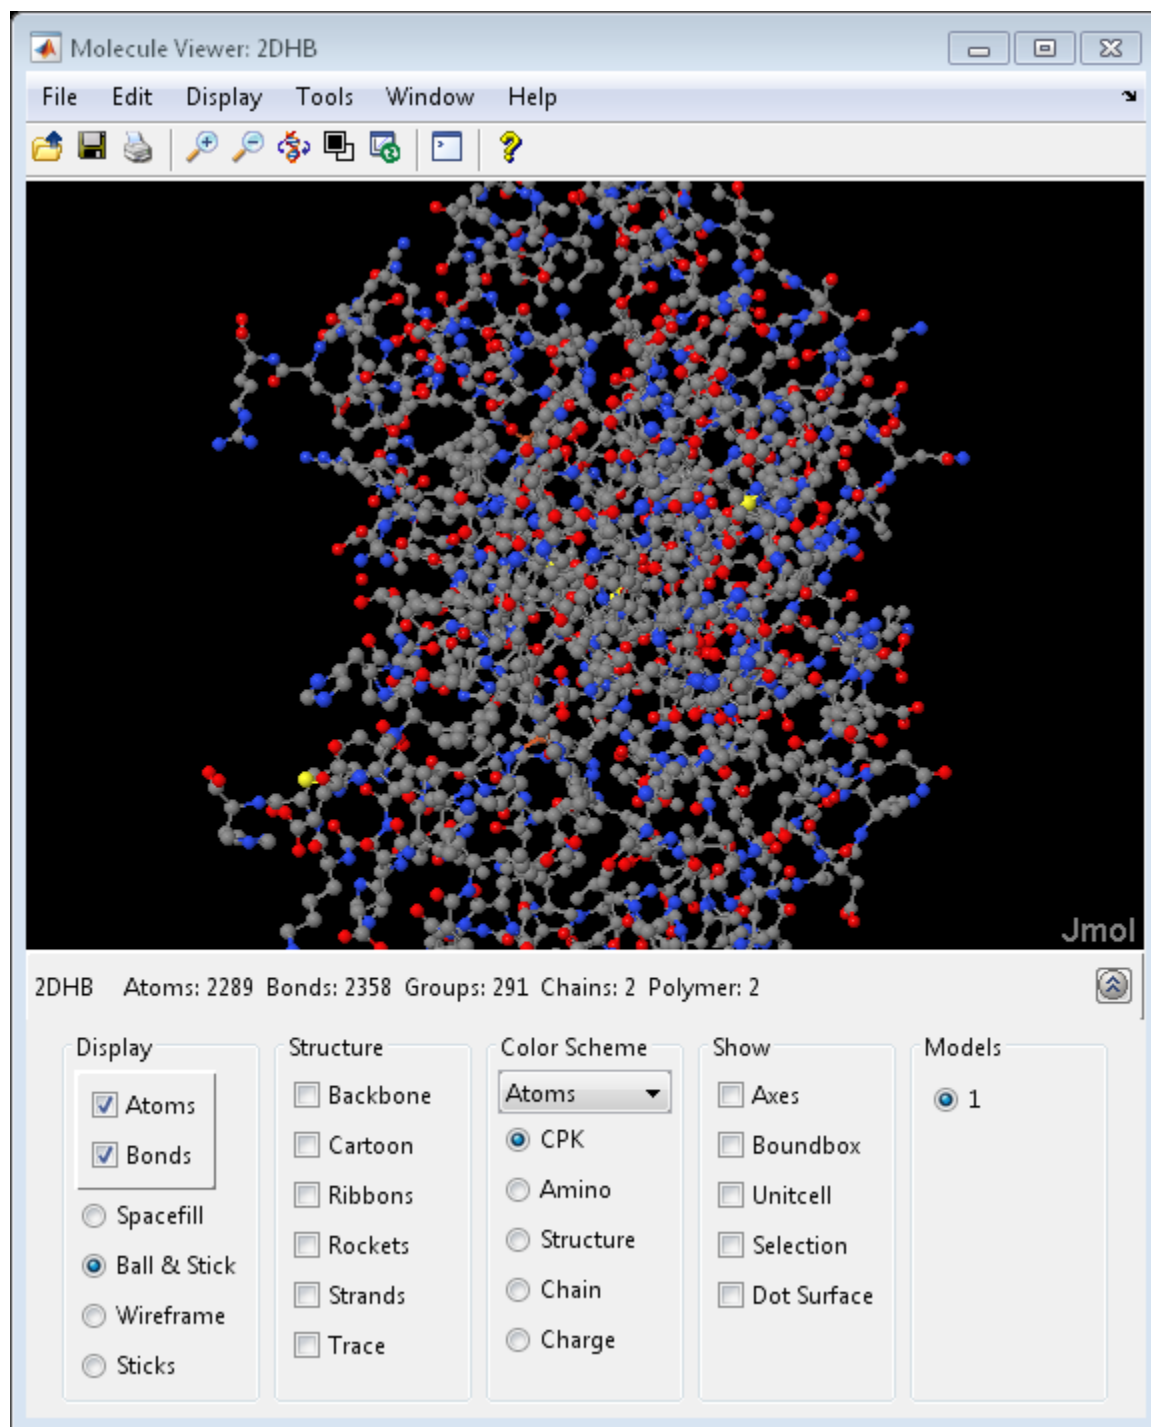 Molecule Viewer: 2DHB
File Edit Display Tools Window Help
Jmol
2DHB Atoms: 2289 Bonds: 2358 Groups: 291 Chains: 2 Polymer: 2
Display
Atoms
Bonds
Spacefill
Ball & Stick
Wireframe
Sticks
Structure
Backbone
Cartoon
Ribbons
Rockets
Strands
Trace
Color Scheme
Atoms
CPK
Amino
Structure
Chain
Charge
Show
Axes
Boundbox
Unitcell
Selection
Dot Surface
Models
1